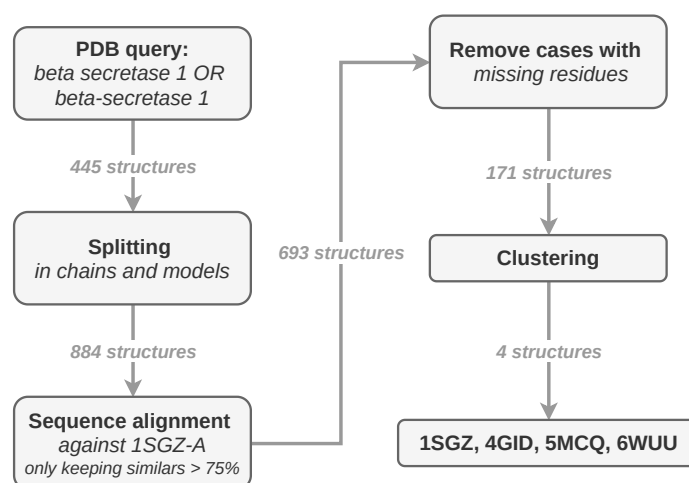 PDB query:
beta secretase 1 OR
beta-secretase 1
445 structures
Splitting
in chains and models
884 structures
Sequence alignment
against 1SGZ-A
only keeping similars > 75%
693 structures
Remove cases with
missing residues
171 structures
Clustering
4 structures
1SGZ, 4GID, 5MCQ, 6WUU